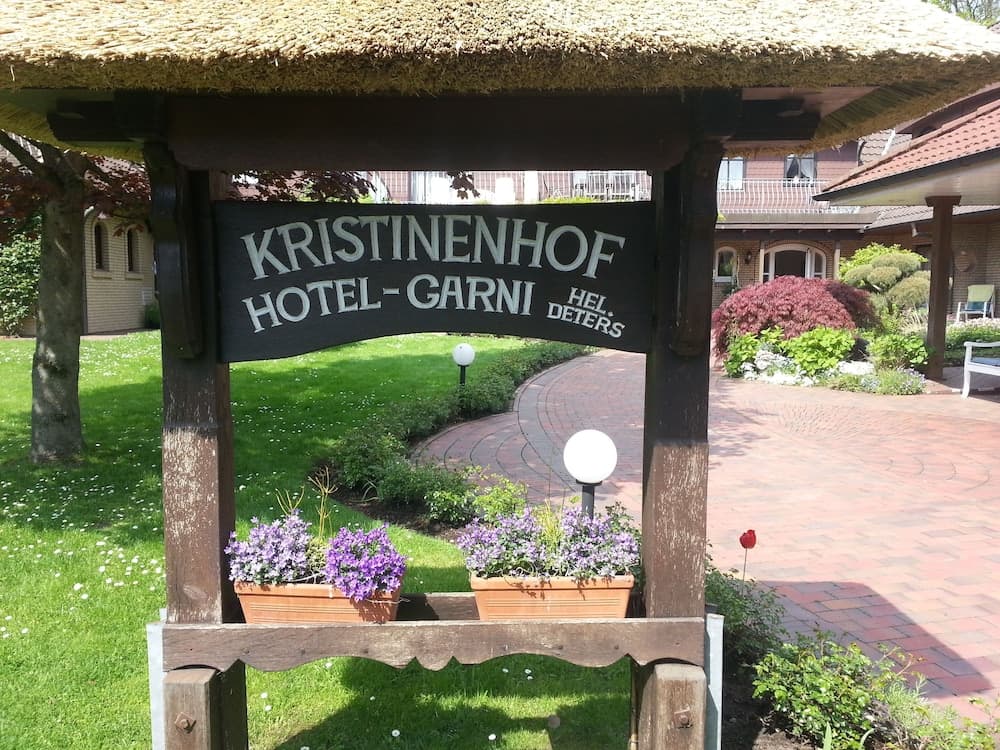 KRISTINENHOF
HOTEL-GARNI
HEL.
DETERS